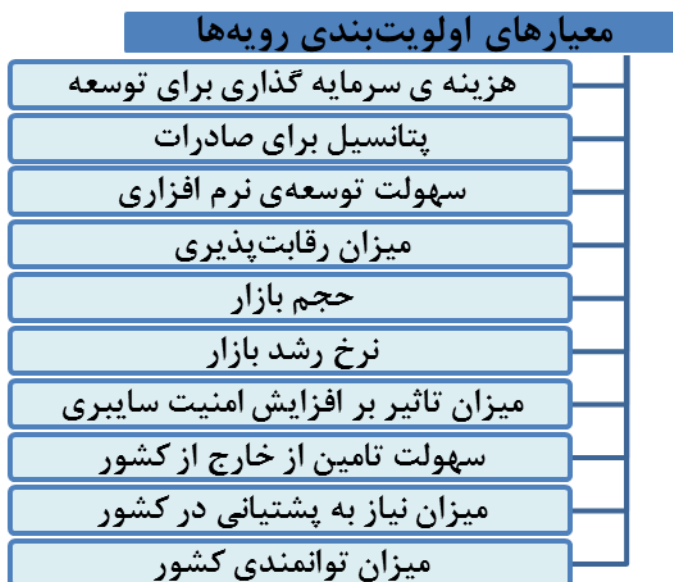 معیارهای اولویت‌بندی رویه‌ها
هزینه ی سرمایه گذاری برای توسعه
پتانسیل برای صادرات
سهولت توسعه‌ی نرم افزاری
میزان رقابت‌پذیری
حجم بازار
نرخ رشد بازار
میزان تاثیر بر افزایش امنیت سایبری
سهولت تامین از خارج از کشور
میزان نیاز به پشتیانی در کشور
میزان توانمندی کشور